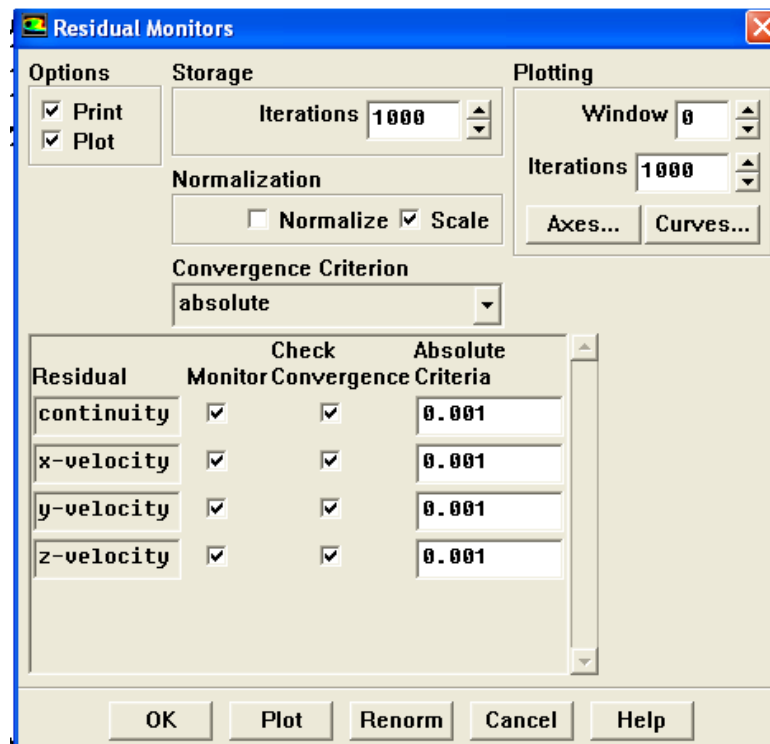 Residual Monitors
Options
Print
Plot
Storage
Iterations 1000
Normalization
Normalize Scale
Convergence Criterion
absolute
Plotting
Window 0
Iterations 1000
Axes... Curves...
Residual Monitor Check Convergence Absolute Criteria
continuity 0.001
x-velocity 0.001
y-velocity 0.001
z-velocity 0.001
OK Plot Renorm Cancel Help